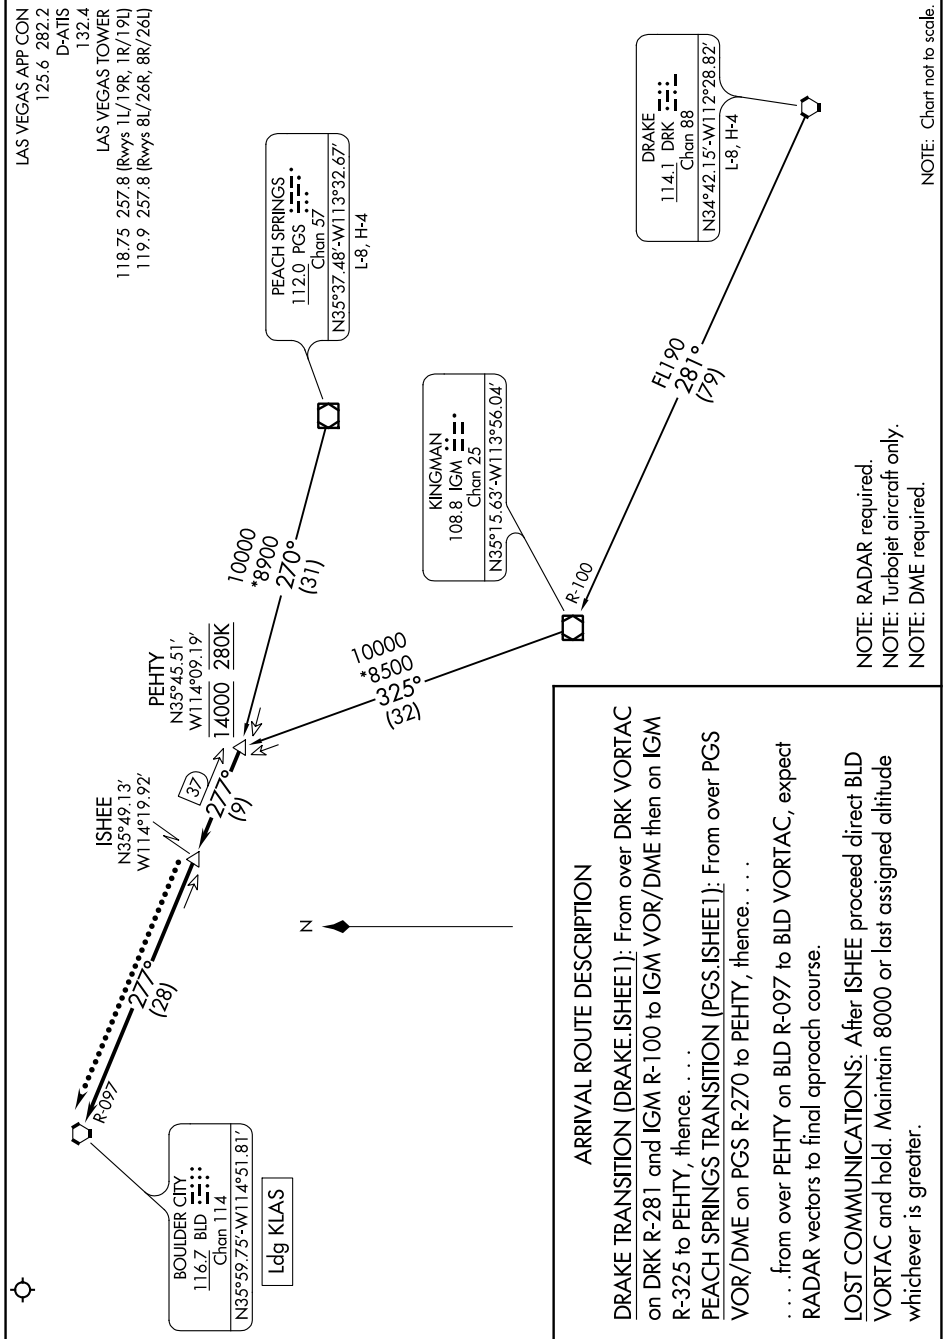 LAS VEGAS APP CON
125.6 282.2
D-ATIS
132.4
LAS VEGAS TOWER
118.75 257.8 (Rwys 1L/19R, 1R/19L)
119.9 257.8 (Rwys 8L/26R, 8R/26L)
BOULDER CITY
116.7 BLD
Chan 114
N35°59.75'-W114°51.81'
Ldg KLAS
R-097
277°
(28)
ISHEE
N35°49.13'
W114°19.92'
37
277°
(9)
PEHTY
N35°45.51'
W114°09.19'
14000 280K
10000
*8900
270°
(31)
PEACH SPRINGS
112.0 PGS
Chan 57
N35°37.48'-W113°32.67'
L-8, H-4
N
10000
*8500
325°
(32)
KINGMAN
108.8 IGM
Chan 25
N35°15.63'-W113°56.04'
R-100
FL190
281°
(79)
DRAKE
114.1 DRK
Chan 88
N34°42.15'-W112°28.82'
L-8, H-4
NOTE: RADAR required.
NOTE: Turbojet aircraft only.
NOTE: DME required.
NOTE: Chart not to scale.
ARRIVAL ROUTE DESCRIPTION
DRAKE TRANSITION (DRAKE.ISHEE1): From over DRK VORTAC
on DRK R-281 and IGM R-100 to IGM VOR/DME then on IGM
R-325 to PEHTY, thence. . . .
PEACH SPRINGS TRANSITION (PGS.ISHEE1): From over PGS
VOR/DME on PGS R-270 to PEHTY, thence. . . .
. . . .from over PEHTY on BLD R-097 to BLD VORTAC, expect
RADAR vectors to final aproach course.
LOST COMMUNICATIONS: After ISHEE proceed direct BLD
VORTAC and hold. Maintain 8000 or last assigned altitude
whichever is greater.